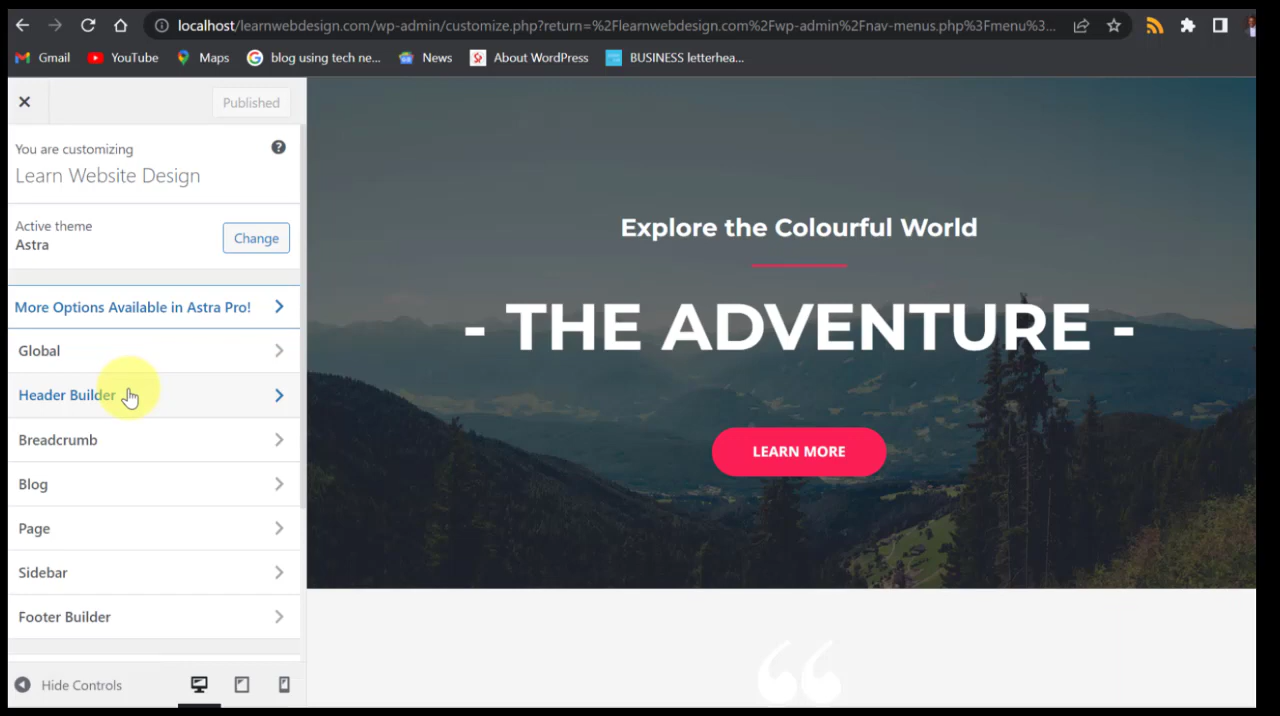 localhost/learnwebdesign.com/wp-admin/customize.php?return=%2Flearnwebdesign.com%2Fwp-admin%2Fnav-menus.php%3Fmenu%3...
Gmail YouTube Maps blog using tech ne... News About WordPress BUSINESS letterhea...
Published
You are customizing
Learn Website Design
Active theme
Astra
Change
More Options Available in Astra Pro!
Global
Header Builder
Breadcrumb
Blog
Page
Sidebar
Footer Builder
Hide Controls
Explore the Colourful World
- THE ADVENTURE -
LEARN MORE